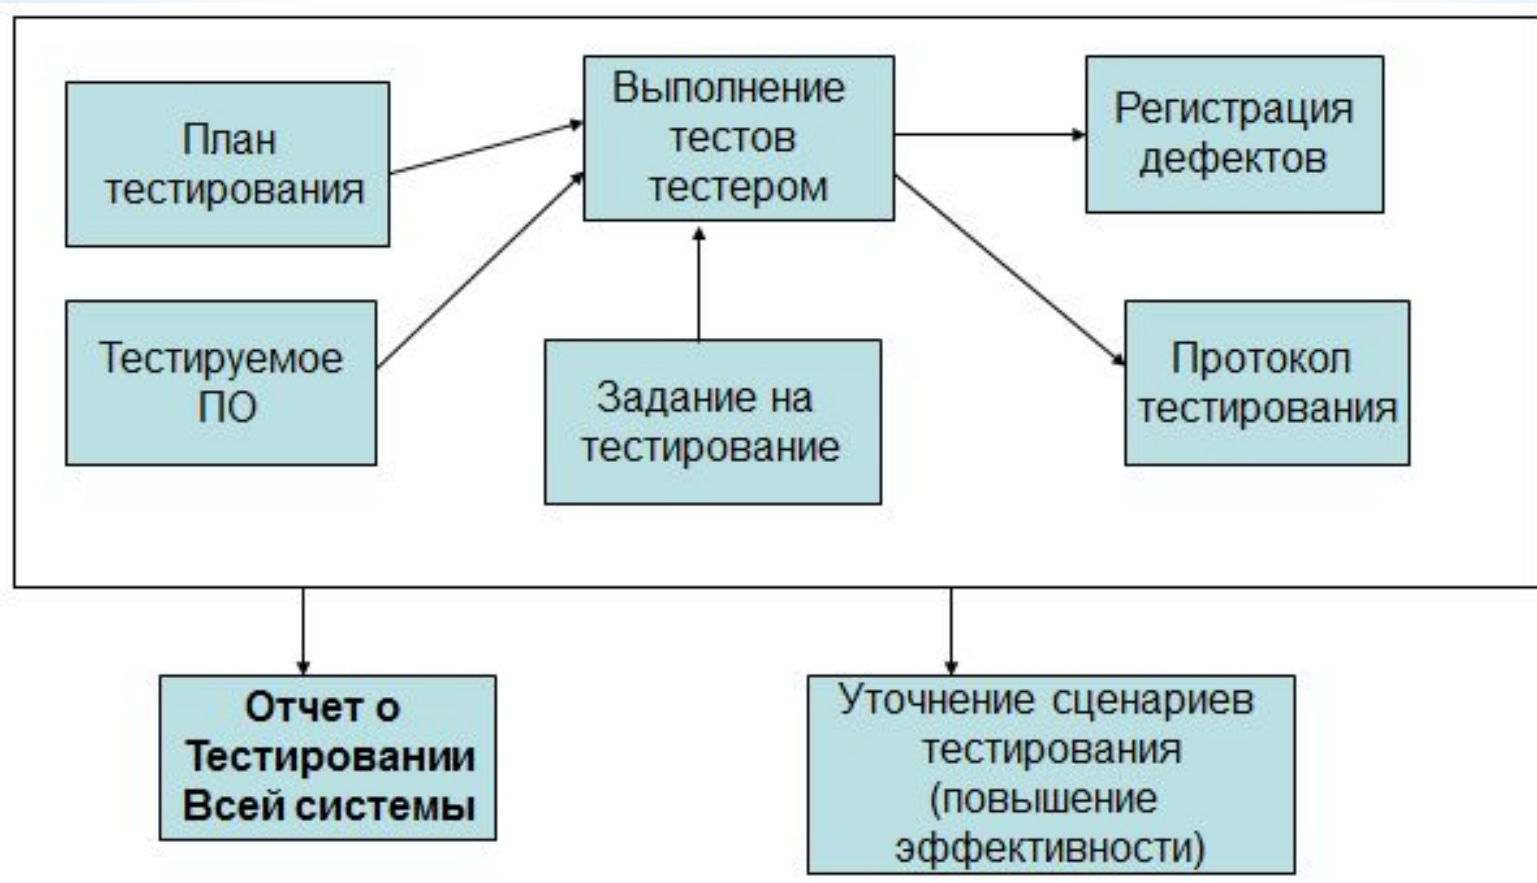 План
тестирования
Выполнение
тестов
тестером
Регистрация
дефектов
Тестируемое
ПО
Задание на
тестирование
Протокол
тестирования
Отчет о
Тестировании
Всей системы
Уточнение сценариев
тестирования
(повышение
эффективности)